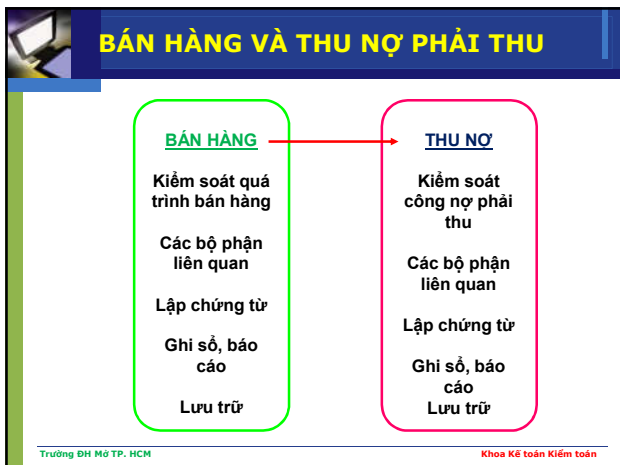 BÁN HÀNG VÀ THU NỢ PHẢI THU
BÁN HÀNG
Kiểm soát quá
trình bán hàng
Các bộ phận
liên quan
Lập chứng từ
Ghi sổ, báo
cáo
Lưu trữ
THU NỢ
Kiểm soát
công nợ phải
thu
Các bộ phận
liên quan
Lập chứng từ
Ghi sổ, báo
cáo
Lưu trữ
Trường ĐH Mở TP. HCM
Khoa Kế toán Kiểm toán